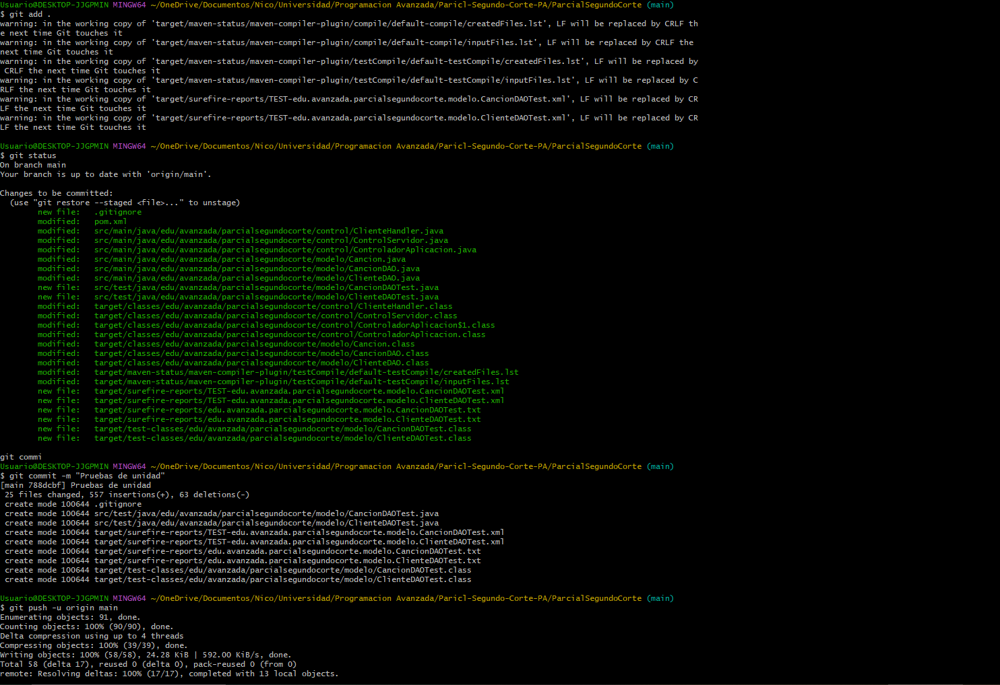 Usuario@DESKTOP-JJGPMIN MINGW64 ~/OneDrive/Documentos/Nico/Universidad/Programacion Avanzada/Paricl-Segundo-Corte-PA/ParcialSegundoCorte (main)
$ git add .
warning: in the working copy of 'target/maven-status/maven-compiler-plugin/compile/default-compile/createdFiles.lst', LF will be replaced by CRLF th
e next time Git touches it
warning: in the working copy of 'target/maven-status/maven-compiler-plugin/compile/default-compile/inputFiles.lst', LF will be replaced by CRLF the
next time Git touches it
warning: in the working copy of 'target/maven-status/maven-compiler-plugin/testCompile/default-testCompile/createdFiles.lst', LF will be replaced by
 CRLF the next time Git touches it
warning: in the working copy of 'target/maven-status/maven-compiler-plugin/testCompile/default-testCompile/inputFiles.lst', LF will be replaced by C
RLF the next time Git touches it
warning: in the working copy of 'target/surefire-reports/TEST-edu.avanzada.parcialsegundocorte.modelo.CancionDAOTest.xml', LF will be replaced by CR
LF the next time Git touches it
warning: in the working copy of 'target/surefire-reports/TEST-edu.avanzada.parcialsegundocorte.modelo.ClienteDAOTest.xml', LF will be replaced by CR
LF the next time Git touches it
Usuario@DESKTOP-JJGPMIN MINGW64 ~/OneDrive/Documentos/Nico/Universidad/Programacion Avanzada/Paricl-Segundo-Corte-PA/ParcialSegundoCorte (main)
$ git status
On branch main
Your branch is up to date with 'origin/main'.
Changes to be committed:
  (use "git restore --staged <file>..." to unstage)
        new file:   .gitignore
        modified:   pom.xml
        modified:   src/main/java/edu/avanzada/parcialsegundocorte/control/ClienteHandler.java
        modified:   src/main/java/edu/avanzada/parcialsegundocorte/control/ControlServidor.java
        modified:   src/main/java/edu/avanzada/parcialsegundocorte/control/ControladorAplicacion.java
        modified:   src/main/java/edu/avanzada/parcialsegundocorte/modelo/Cancion.java
        modified:   src/main/java/edu/avanzada/parcialsegundocorte/modelo/CancionDAO.java
        modified:   src/main/java/edu/avanzada/parcialsegundocorte/modelo/ClienteDAO.java
        new file:   src/test/java/edu/avanzada/parcialsegundocorte/modelo/CancionDAOTest.java
        new file:   src/test/java/edu/avanzada/parcialsegundocorte/modelo/ClienteDAOTest.java
        modified:   target/classes/edu/avanzada/parcialsegundocorte/control/ClienteHandler.class
        modified:   target/classes/edu/avanzada/parcialsegundocorte/control/ControlServidor.class
        modified:   target/classes/edu/avanzada/parcialsegundocorte/control/ControladorAplicacion$1.class
        modified:   target/classes/edu/avanzada/parcialsegundocorte/control/ControladorAplicacion.class
        modified:   target/classes/edu/avanzada/parcialsegundocorte/modelo/Cancion.class
        modified:   target/classes/edu/avanzada/parcialsegundocorte/modelo/CancionDAO.class
        modified:   target/classes/edu/avanzada/parcialsegundocorte/modelo/ClienteDAO.class
        modified:   target/maven-status/maven-compiler-plugin/testCompile/default-testCompile/createdFiles.lst
        modified:   target/maven-status/maven-compiler-plugin/testCompile/default-testCompile/inputFiles.lst
        new file:   target/surefire-reports/TEST-edu.avanzada.parcialsegundocorte.modelo.CancionDAOTest.xml
        new file:   target/surefire-reports/TEST-edu.avanzada.parcialsegundocorte.modelo.ClienteDAOTest.xml
        new file:   target/surefire-reports/edu.avanzada.parcialsegundocorte.modelo.CancionDAOTest.txt
        new file:   target/surefire-reports/edu.avanzada.parcialsegundocorte.modelo.ClienteDAOTest.txt
        new file:   target/test-classes/edu/avanzada/parcialsegundocorte/modelo/CancionDAOTest.class
        new file:   target/test-classes/edu/avanzada/parcialsegundocorte/modelo/ClienteDAOTest.class
git commi
Usuario@DESKTOP-JJGPMIN MINGW64 ~/OneDrive/Documentos/Nico/Universidad/Programacion Avanzada/Paricl-Segundo-Corte-PA/ParcialSegundoCorte (main)
$ git commit -m "Pruebas de unidad"
[main 788dcbf] Pruebas de unidad
 25 files changed, 557 insertions(+), 63 deletions(-)
 create mode 100644 .gitignore
 create mode 100644 src/test/java/edu/avanzada/parcialsegundocorte/modelo/CancionDAOTest.java
 create mode 100644 src/test/java/edu/avanzada/parcialsegundocorte/modelo/ClienteDAOTest.java
 create mode 100644 target/surefire-reports/TEST-edu.avanzada.parcialsegundocorte.modelo.CancionDAOTest.xml
 create mode 100644 target/surefire-reports/TEST-edu.avanzada.parcialsegundocorte.modelo.ClienteDAOTest.xml
 create mode 100644 target/surefire-reports/edu.avanzada.parcialsegundocorte.modelo.CancionDAOTest.txt
 create mode 100644 target/surefire-reports/edu.avanzada.parcialsegundocorte.modelo.ClienteDAOTest.txt
 create mode 100644 target/test-classes/edu/avanzada/parcialsegundocorte/modelo/CancionDAOTest.class
 create mode 100644 target/test-classes/edu/avanzada/parcialsegundocorte/modelo/ClienteDAOTest.class
Usuario@DESKTOP-JJGPMIN MINGW64 ~/OneDrive/Documentos/Nico/Universidad/Programacion Avanzada/Paricl-Segundo-Corte-PA/ParcialSegundoCorte (main)
$ git push -u origin main
Enumerating objects: 91, done.
Counting objects: 100% (90/90), done.
Delta compression using up to 4 threads
Compressing objects: 100% (39/39), done.
Writing objects: 100% (58/58), 24.28 KiB | 592.00 KiB/s, done.
Total 58 (delta 17), reused 0 (delta 0), pack-reused 0 (from 0)
remote: Resolving deltas: 100% (17/17), completed with 13 local objects.